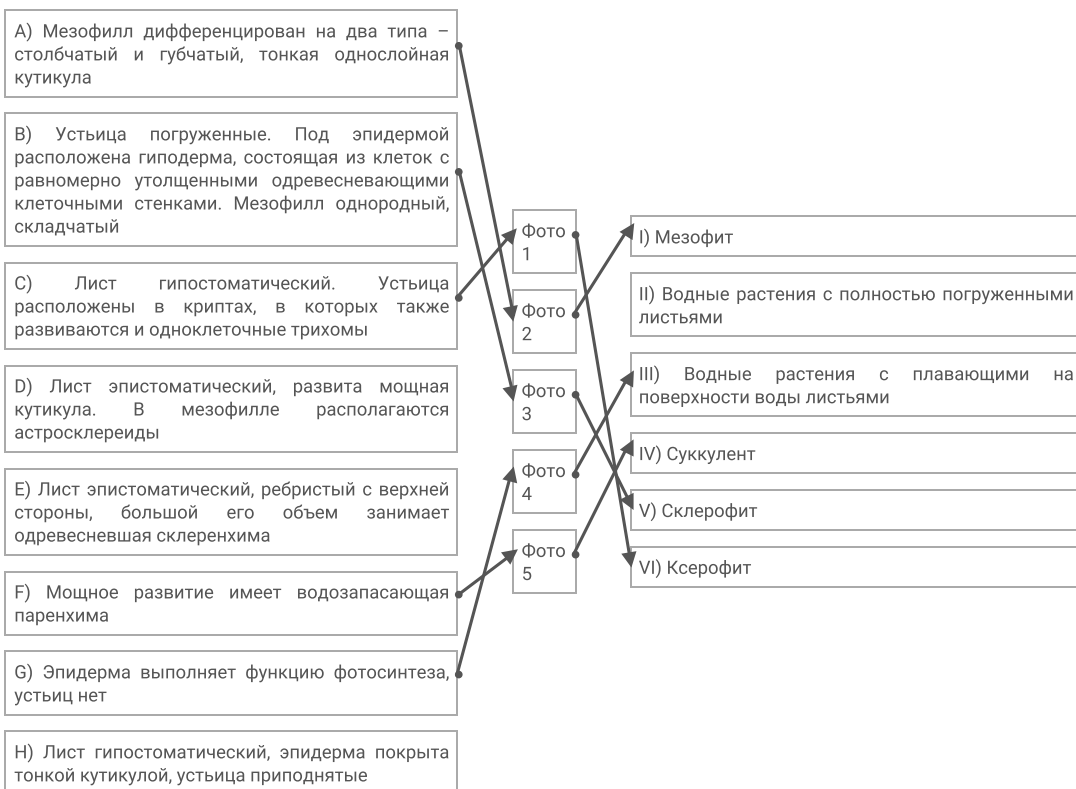 A) Мезофилл дифференцирован на два типа –
столбчатый и губчатый, тонкая однослойная
кутикула
B) Устьица погруженные. Под эпидермой
расположена гиподерма, состоящая из клеток с
равномерно утолщенными одревесневающими
клеточными стенками. Мезофилл однородный,
складчатый
C) Лист гипостоматический. Устьица
расположены в криптах, в которых также
развиваются и одноклеточные трихомы
D) Лист эпистоматический, развита мощная
кутикула. В мезофилле располагаются
астросклереиды
E) Лист эпистоматический, ребристый с верхней
стороны, большой его объем занимает
одревесневшая склеренхима
F) Мощное развитие имеет водозапасающая
паренхима
G) Эпидерма выполняет функцию фотосинтеза,
устьиц нет
H) Лист гипостоматический, эпидерма покрыта
тонкой кутикулой, устьица приподнятые
Фото
1
Фото
2
Фото
3
Фото
4
Фото
5
I) Мезофит
II) Водные растения с полностью погруженными
листьями
III) Водные растения с плавающими на
поверхности воды листьями
IV) Суккулент
V) Склерофит
VI) Ксерофит